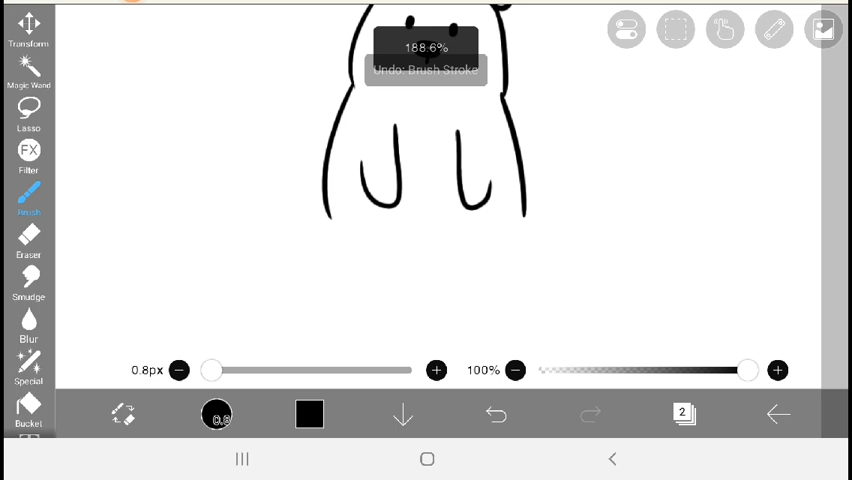 Transform
188.6%
Undo: Brush Stroke
Magic Wand
Lasso
FX
Filter
Brush
Eraser
Smudge
Blur
0.8px
100%
Special
Bucket
0.8
2